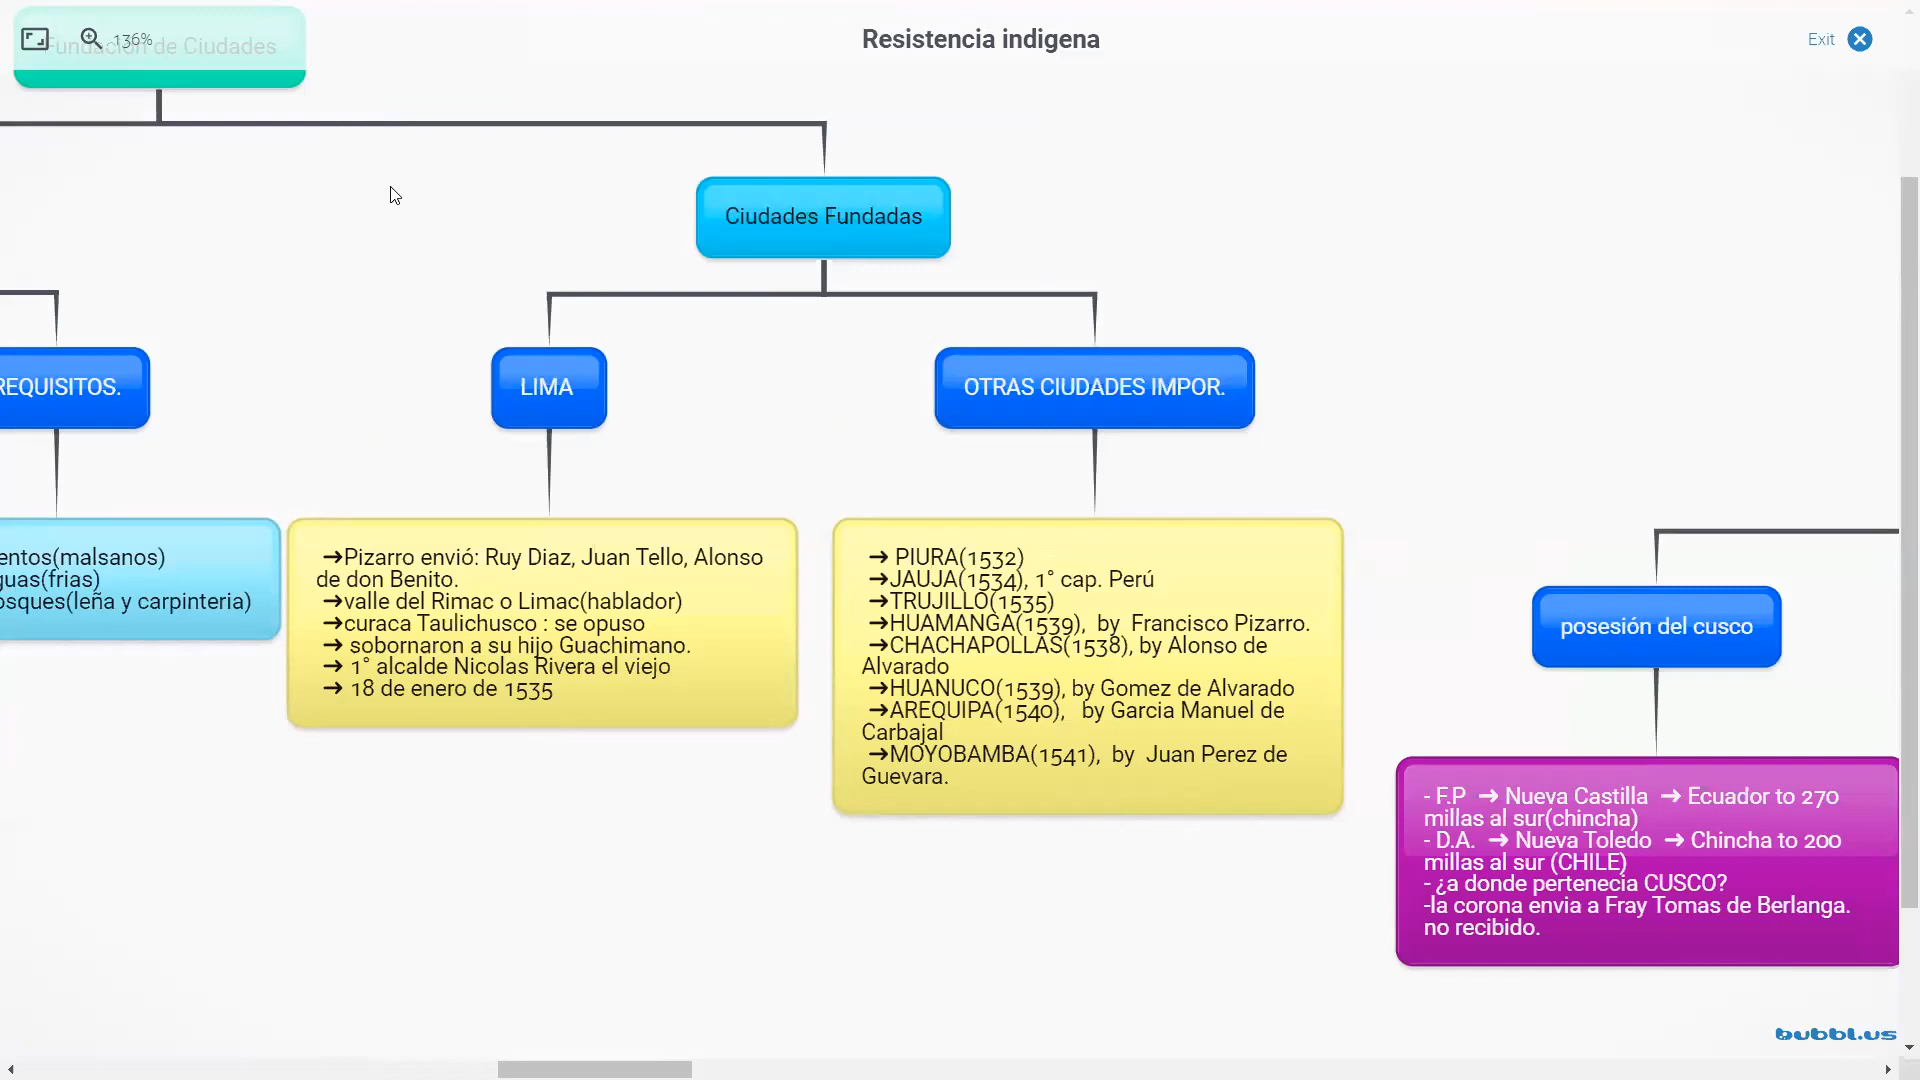 Fundación de Ciudades
136%
Resistencia indigena
Exit
Ciudades Fundadas
REQUISITOS.
LIMA
OTRAS CIUDADES IMPOR.
entos(malsanos)
guas(frias)
osques(leña y carpinteria)
➔Pizarro envió: Ruy Diaz, Juan Tello, Alonso
de don Benito.
➔valle del Rimac o Limac(hablador)
➔curaca Taulichusco : se opuso
➔ sobornaron a su hijo Guachimano.
➔ 1° alcalde Nicolas Rivera el viejo
➔ 18 de enero de 1535
➔ PIURA(1532)
➔JAUJA(1534), 1° cap. Perú
➔TRUJILLO(1535)
➔HUAMANGA(1539), by Francisco Pizarro.
➔CHACHAPOLLAS(1538), by Alonso de
Alvarado
➔HUANUCO(1539), by Gomez de Alvarado
➔AREQUIPA(1540), by Garcia Manuel de
Carbajal
➔MOYOBAMBA(1541), by Juan Perez de
Guevara.
posesión del cusco
- F.P ➔ Nueva Castilla ➔ Ecuador to 270
millas al sur(chincha)
- D.A. ➔ Nueva Toledo ➔ Chincha to 200
millas al sur (CHILE)
- ¿a donde pertenecia CUSCO?
-la corona envia a Fray Tomas de Berlanga.
no recibido.
bubbl.us